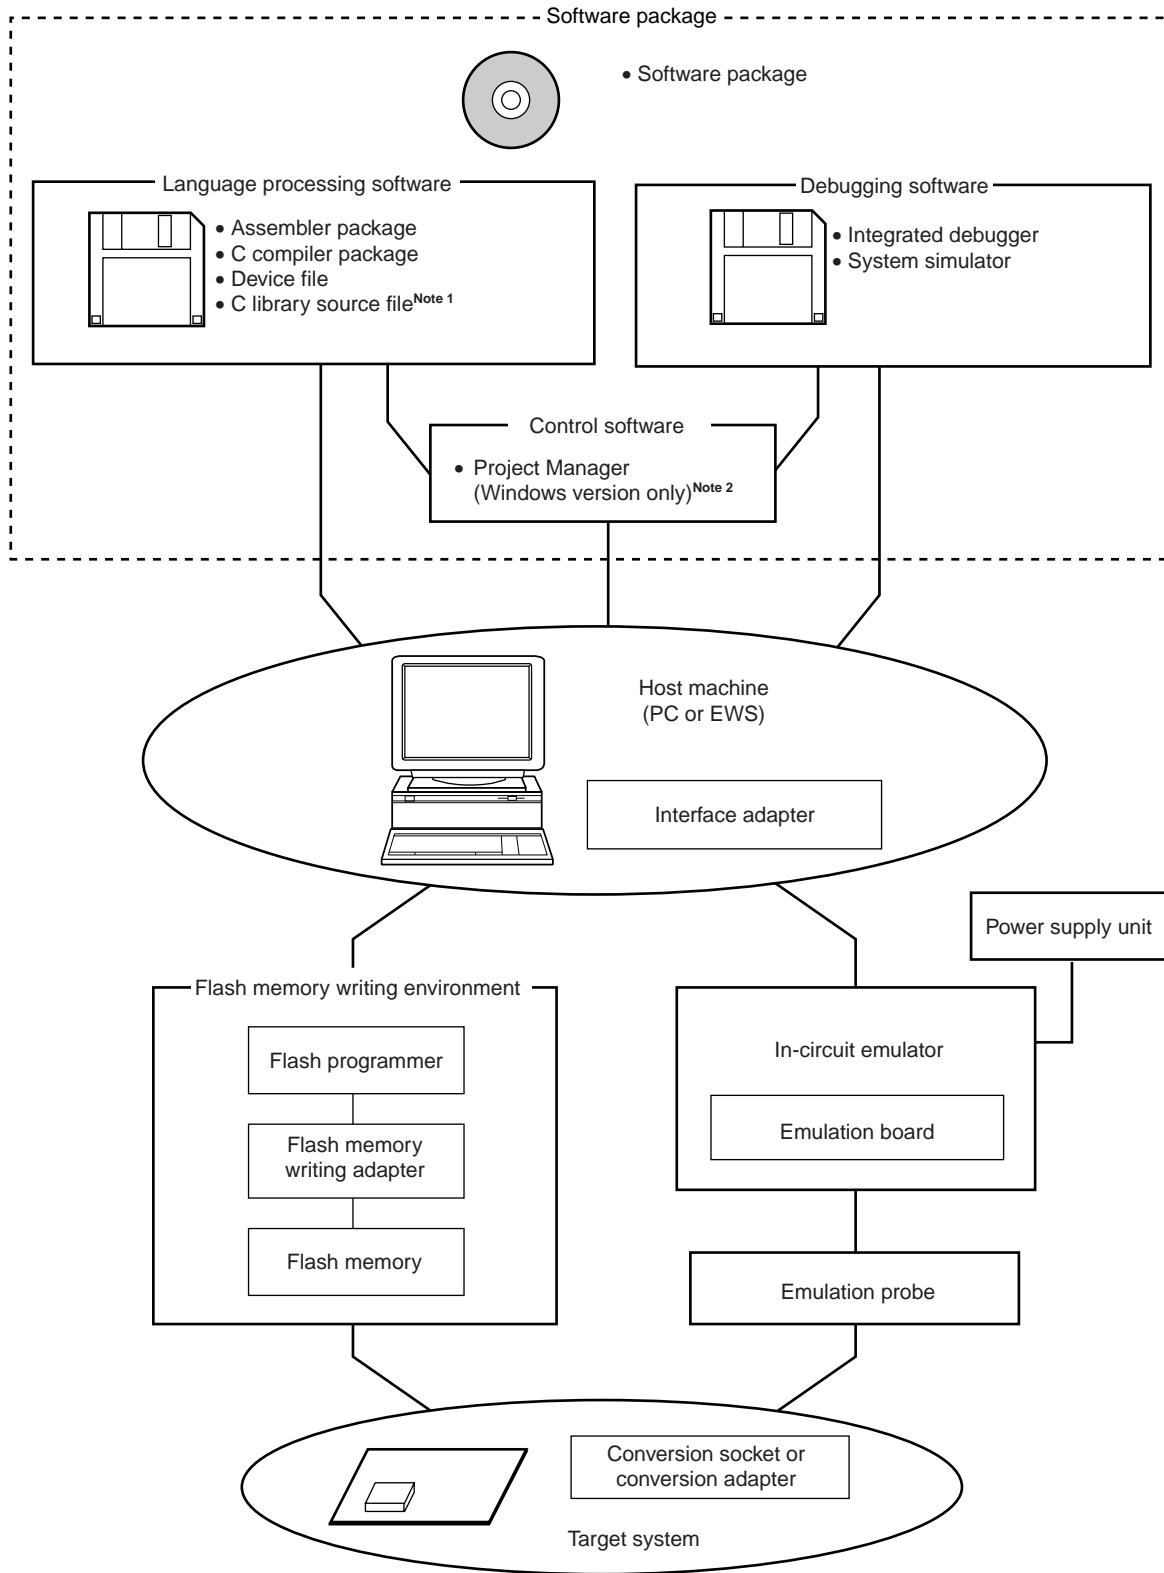 Software package
• Software package
Language processing software
• Assembler package
• C compiler package
• Device file
• C library source fileNote 1
Debugging software
• Integrated debugger
• System simulator
Control software
• Project Manager
(Windows version only)Note 2
Host machine
(PC or EWS)
Interface adapter
Power supply unit
Flash memory writing environment
Flash programmer
Flash memory
writing adapter
Flash memory
In-circuit emulator
Emulation board
Emulation probe
Conversion socket or
conversion adapter
Target system